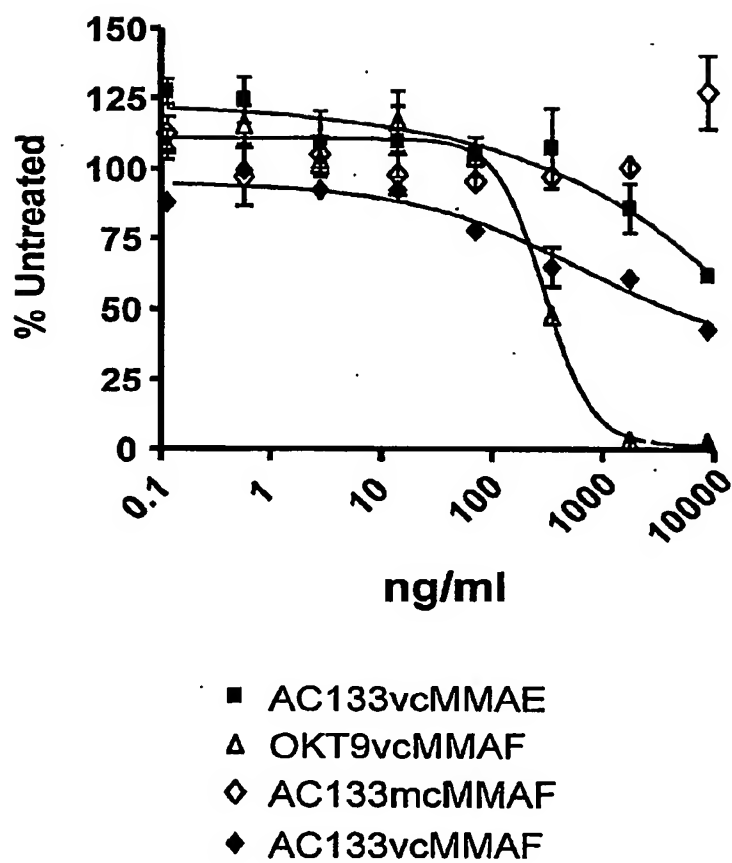 150
125
100
75
50
25
0
% Untreated
0.1
1
10
100
1000
10000
ng/ml
AC133vcMMAE
OKT9vcMMAF
AC133mcMMAF
AC133vcMMAF